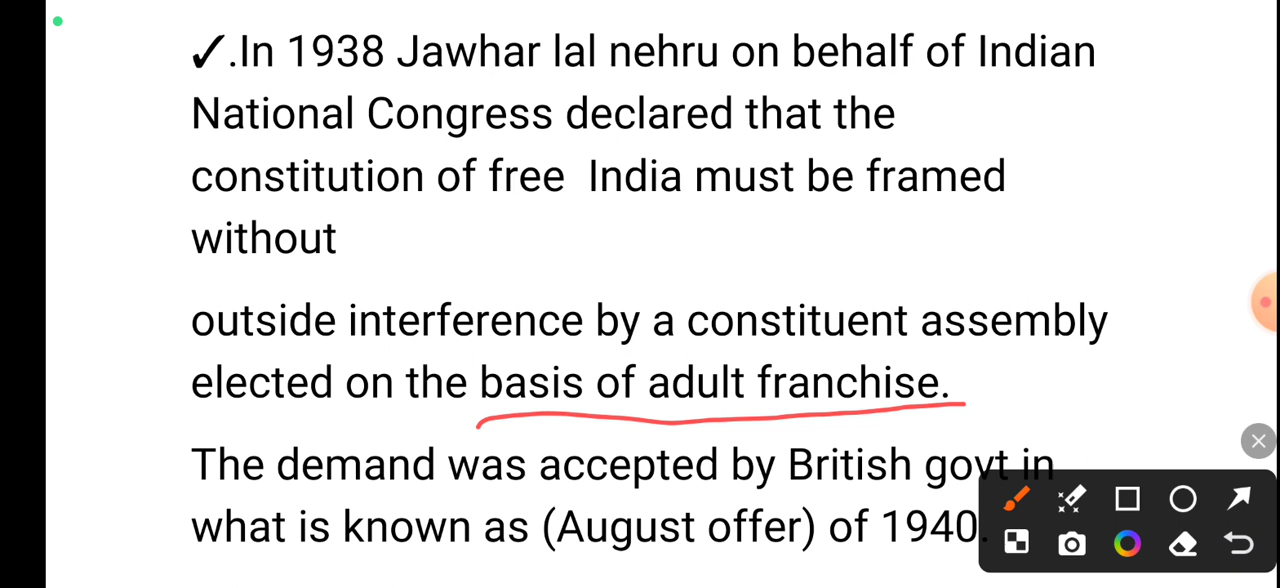 ✓.In 1938 Jawhar lal nehru on behalf of Indian
National Congress declared that the
constitution of free India must be framed
without
outside interference by a constituent assembly
elected on the basis of adult franchise.
The demand was accepted by British govt in
what is known as (August offer) of 1940.